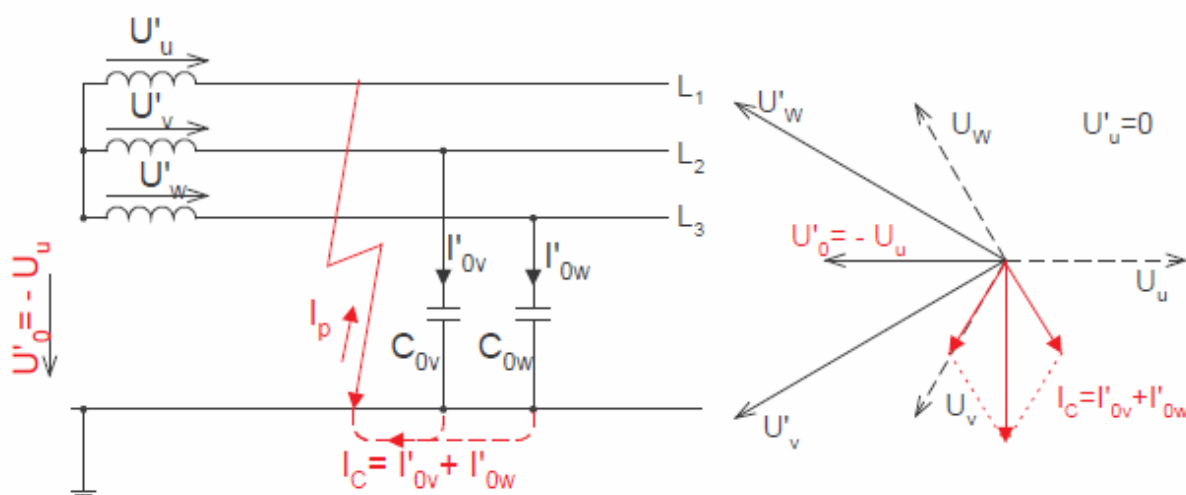 U'u
L1
U'v
L2
U'w
L3
U'0 = - Uu
Ip
I'0v
I'0w
C0v
C0w
IC= I'0v+ I'0w
U'W
UW
U'u=0
U'0= - Uu
Uu
Uv
U'v
IC=I'0v+I'0w